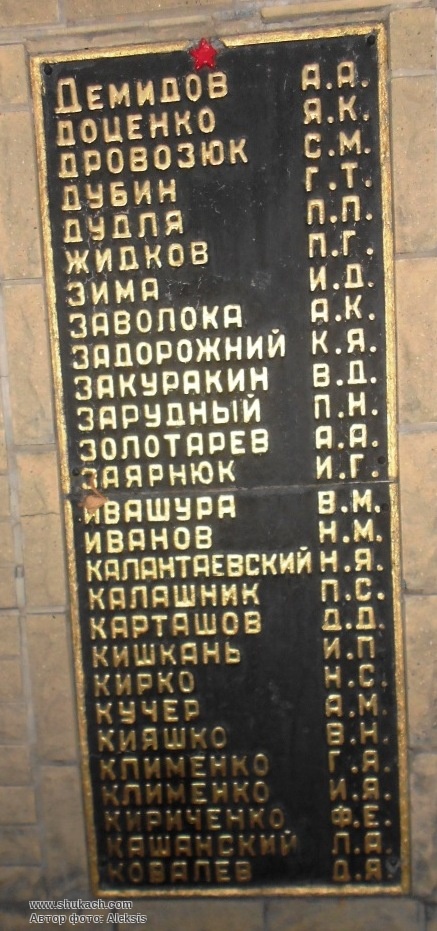 ДЕМИДОВ А.А.
ДОЦЕНКО Я.К.
ДРОВОЗЮК С.М.
ДУБИН Г.Т.
ДУДЛЯ П.П.
ЖИДКОВ П.Г.
ЗИМА И.Д.
ЗАВОЛОКА А.К.
ЗАДОРОЖНИЙ К.Я.
ЗАКУРАКИН В.Д.
ЗАРУДНЫЙ П.Н.
ЗОЛОТАРЕВ А.А.
ЗАЯРНЮК И.Г.
ИВАШУРА В.М.
ИВАНОВ Н.М.
КАЛАНТАЕВСКИЙ Н.Я.
КАЛАШНИК П.С.
КАРТАШОВ Д.Д.
КИШКАНЬ И.П
КИРКО Н.С.
КУЧЕР А.М.
КИЯШКО В.Н.
КЛИМЕНКО Г.А.
КЛИМЕНКО И.Я.
КИРИЧЕНКО Ф.Е.
КАШАНСКИЙ Л.А.
КОВАЛЕВ Д.Я
www.shukach.com
Автор фото: Aleksis